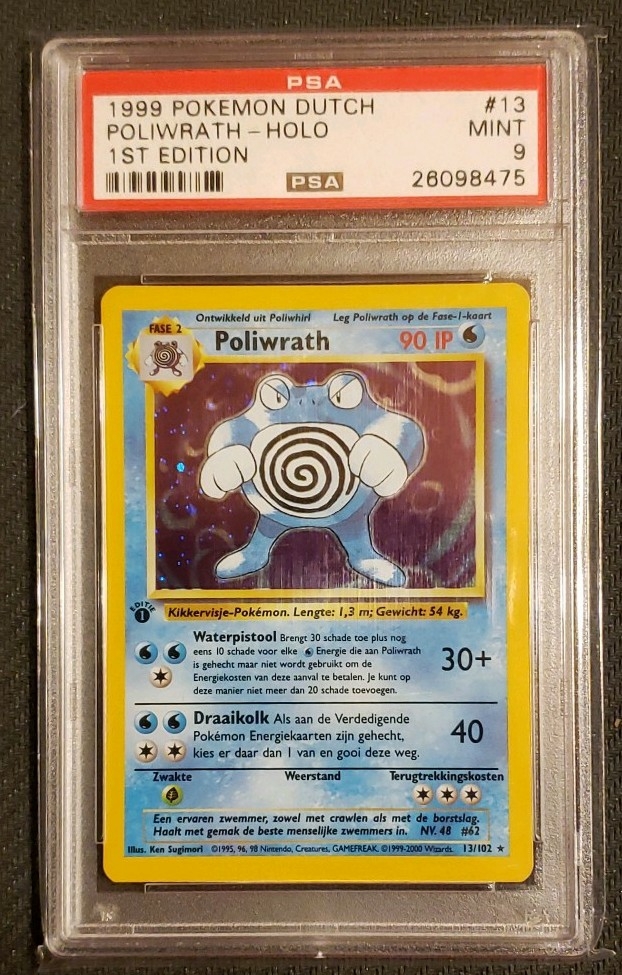 PSA
1999 POKEMON DUTCH #13
POLIWRATH - HOLO MINT
1ST EDITION 9
PSA 26098475
Ontwikkeld uit Poliwhirl Leg Poliwrath op de Fase-1-kaart
FASE 2
Poliwrath 90 IP
Kikkervisje-Pokémon. Lengte: 1,3 m; Gewicht: 54 kg.
EDITIE
1
Waterpistool Brengt 30 schade toe plus nog
eens 10 schade voor elke Energie die aan Poliwrath
is gehecht maar niet wordt gebruikt om de
Energiekosten van deze aanval te betalen. Je kunt op
deze manier niet meer dan 20 schade toevoegen.
30+
Draaikolk Als aan de Verdedigende
Pokémon Energiekaarten zijn gehecht,
kies er daar dan 1 van en gooi deze weg.
40
Zwakte Weerstand Terugtrekkingskosten
Een ervaren zwemmer, zowel met crawlen als met de borstslag.
Haalt met gemak de beste menselijke zwemmers in. NV. 48 #62
Illus. Ken Sugimori ©1995, 96, 98 Nintendo, Creatures, GAMEFREAK. ©1999-2000 Wizards. 13/102 ★